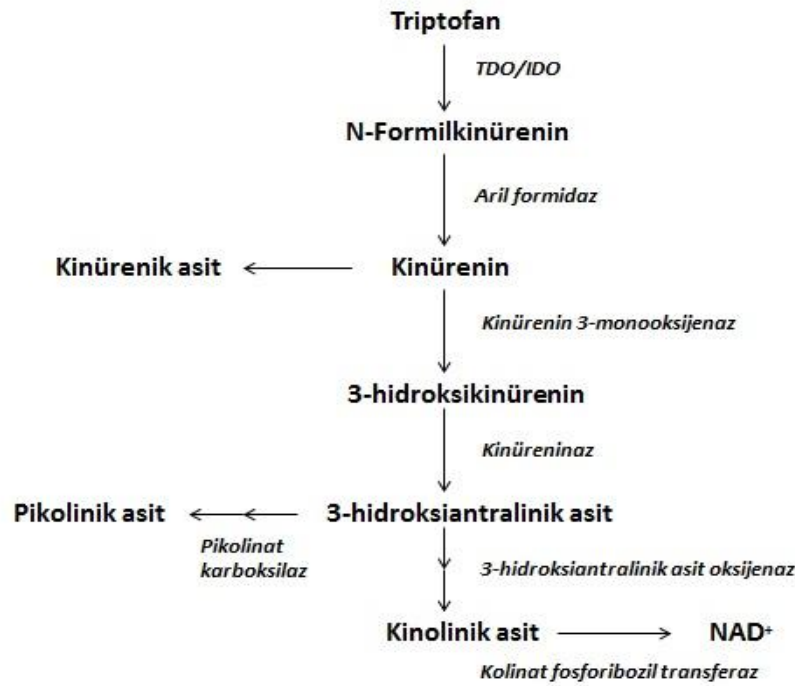 Triptofan
TDO/IDO
N-Formilkinürenin
Aril formidaz
Kinürenik asit
Kinürenin
Kinürenin 3-monooksijenaz
3-hidroksikinürenin
Kinüreninaz
Pikolinik asit
3-hidroksiantralinik asit
Pikolinat
karboksilaz
3-hidroksiantralinik asit oksijenaz
Kinolinik asit
NAD+
Kolinat fosforibozil transferaz